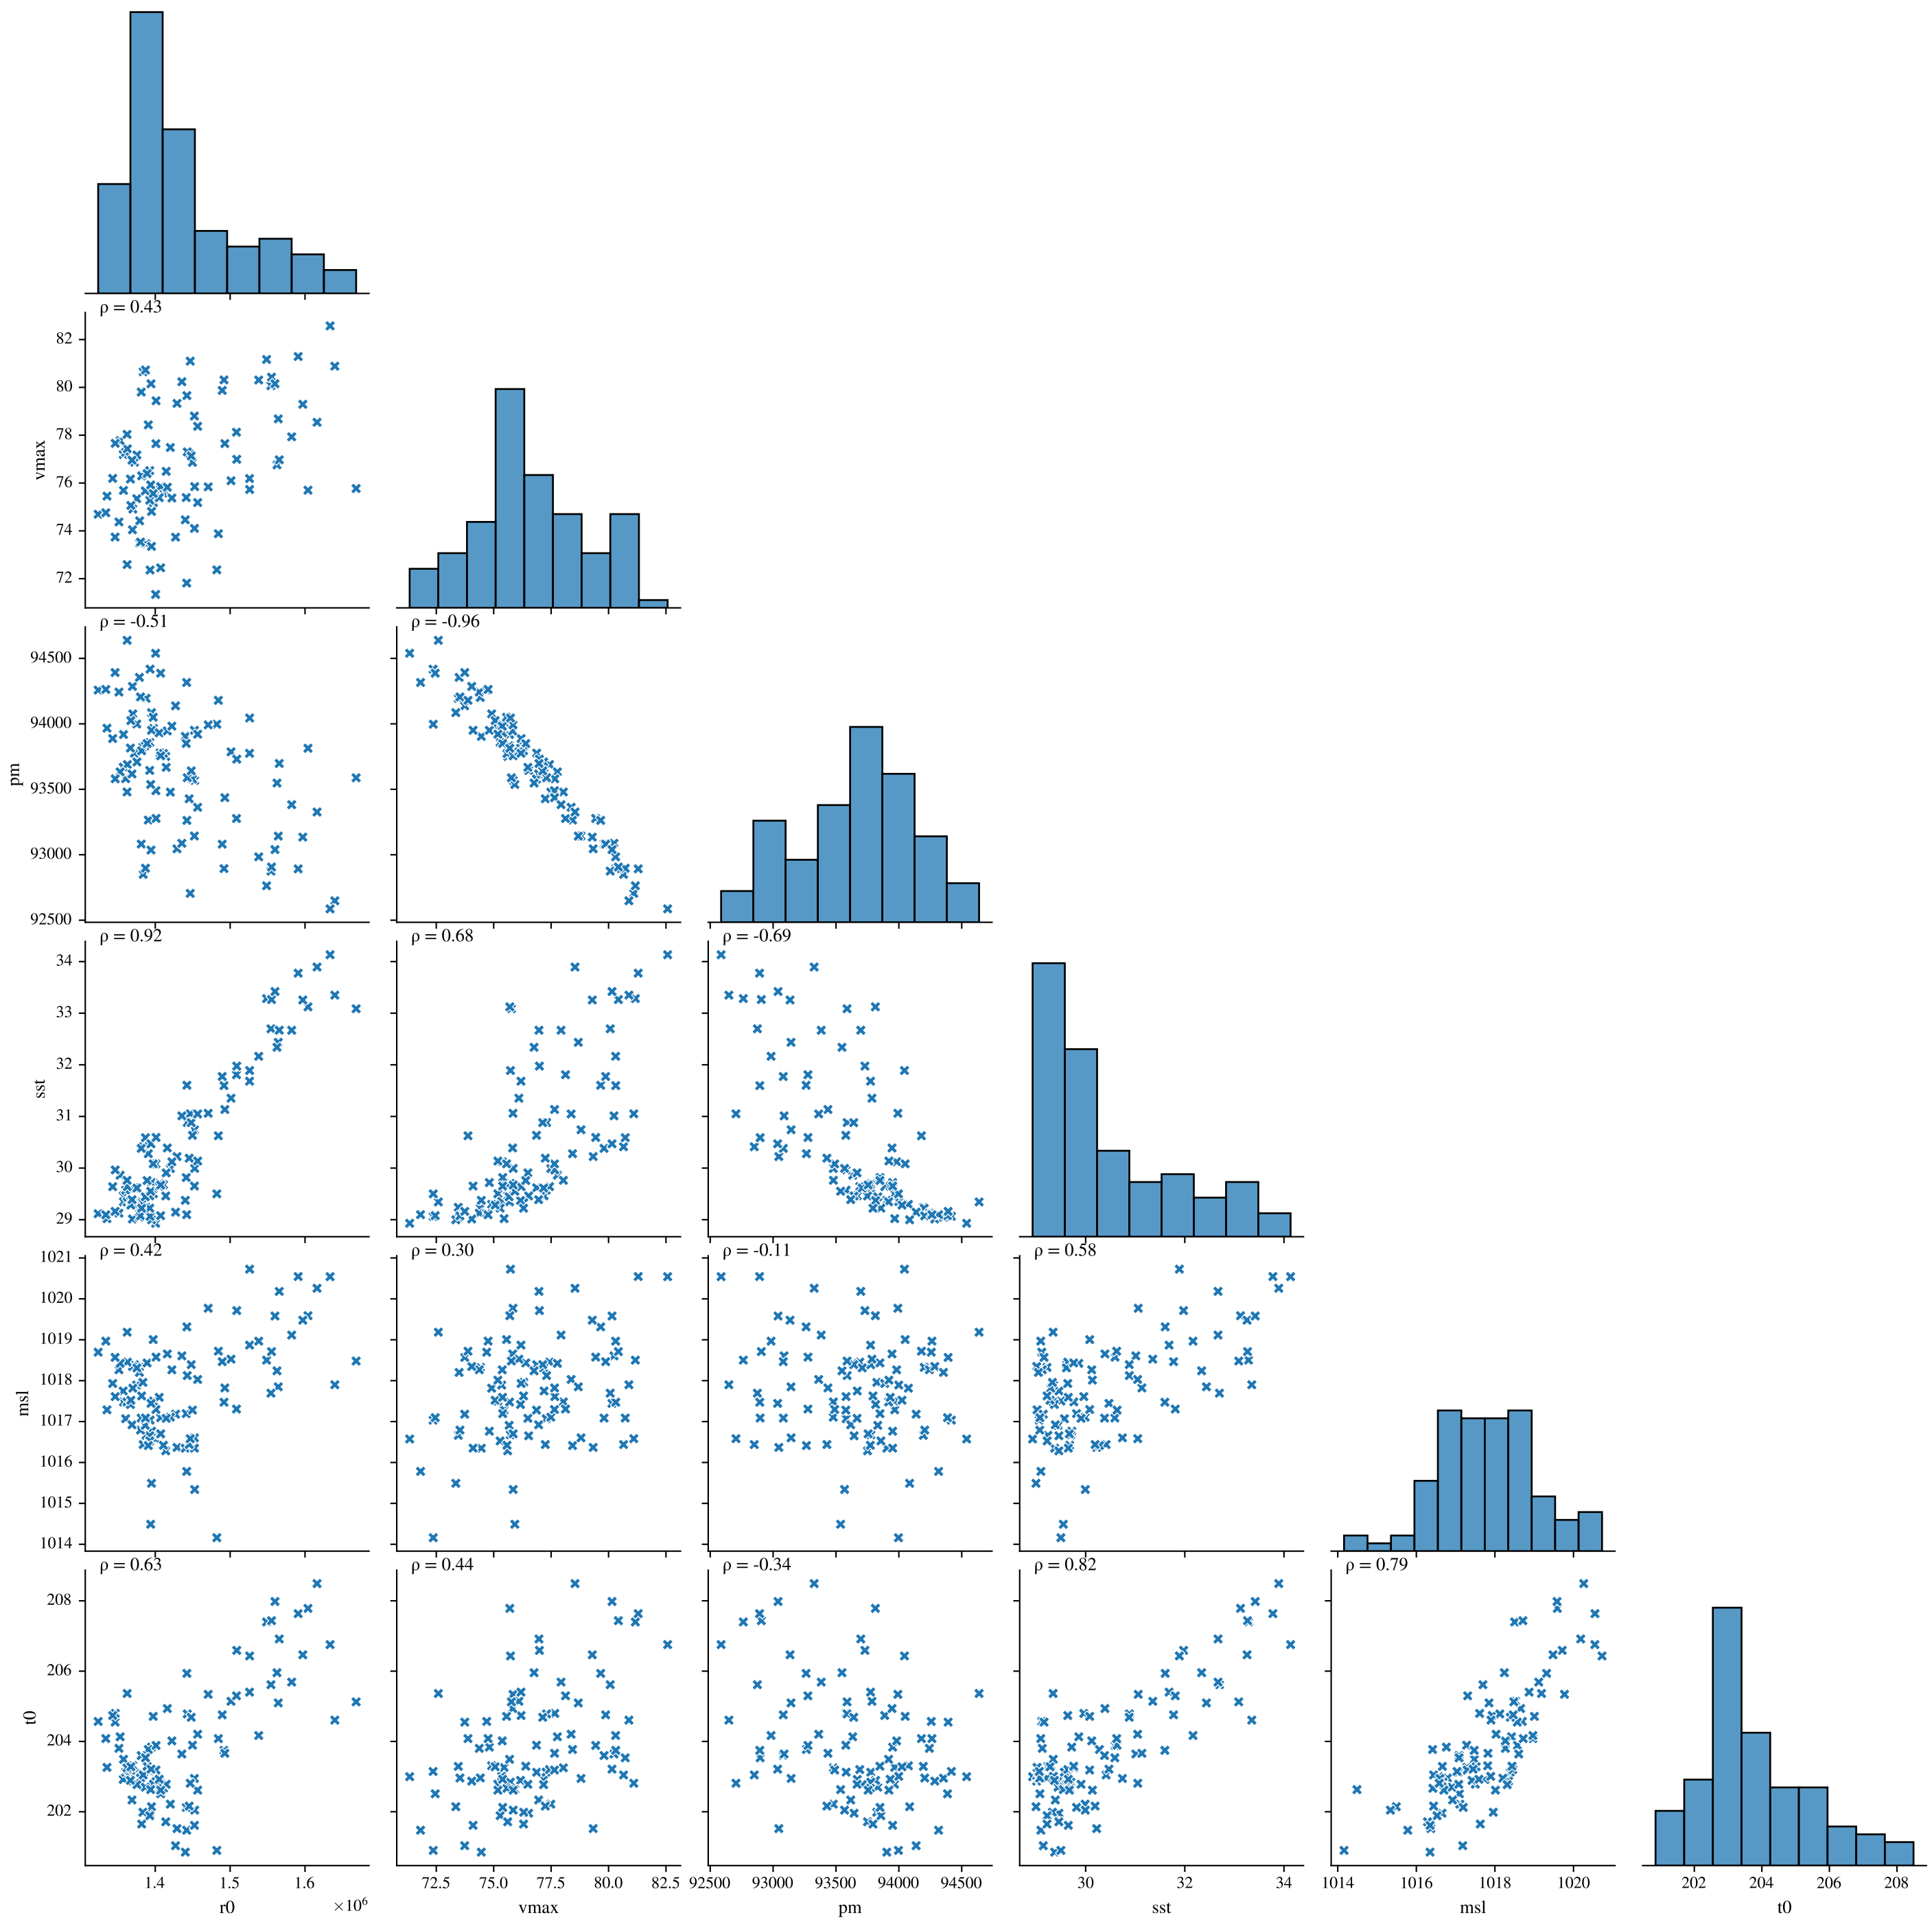 ρ = 0.43
82
80
78
76
74
72
vmax
ρ = -0.51
ρ = -0.96
94500
94000
93500
93000
92500
pm
ρ = 0.92
ρ = 0.68
ρ = -0.69
34
33
32
31
30
29
sst
ρ = 0.42
ρ = 0.30
ρ = -0.11
ρ = 0.58
1021
1020
1019
1018
1017
1016
1015
1014
msl
ρ = 0.63
ρ = 0.44
ρ = -0.34
ρ = 0.82
ρ = 0.79
208
206
204
202
t0
1.4 1.6
×10⁶
72.5 75.0 77.5 80.0 82.5
92500 93000 93500 94000 94500
30 32 34
1014 1016 1018 1020
202 204 206 208
1.5
r0 vmax pm sst msl t0